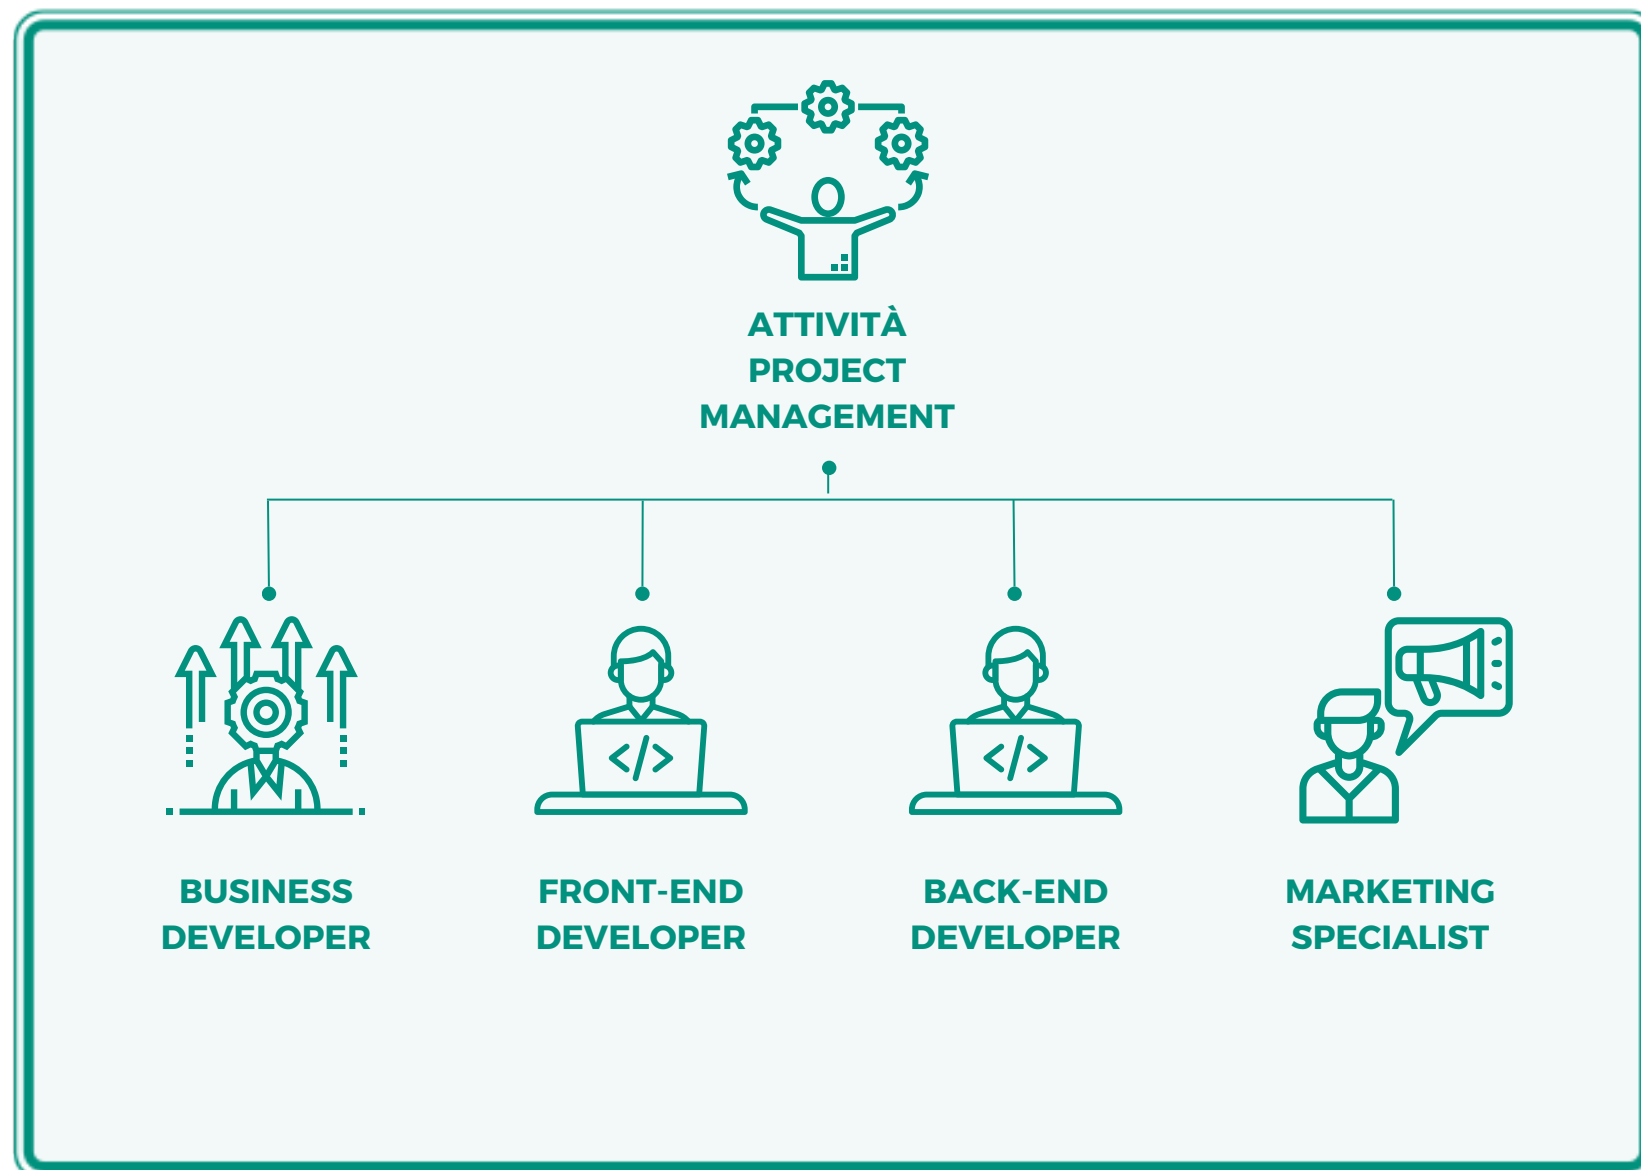 ATTIVITÀ
PROJECT
MANAGEMENT
BUSINESS
DEVELOPER
FRONT-END
DEVELOPER
BACK-END
DEVELOPER
MARKETING
SPECIALIST